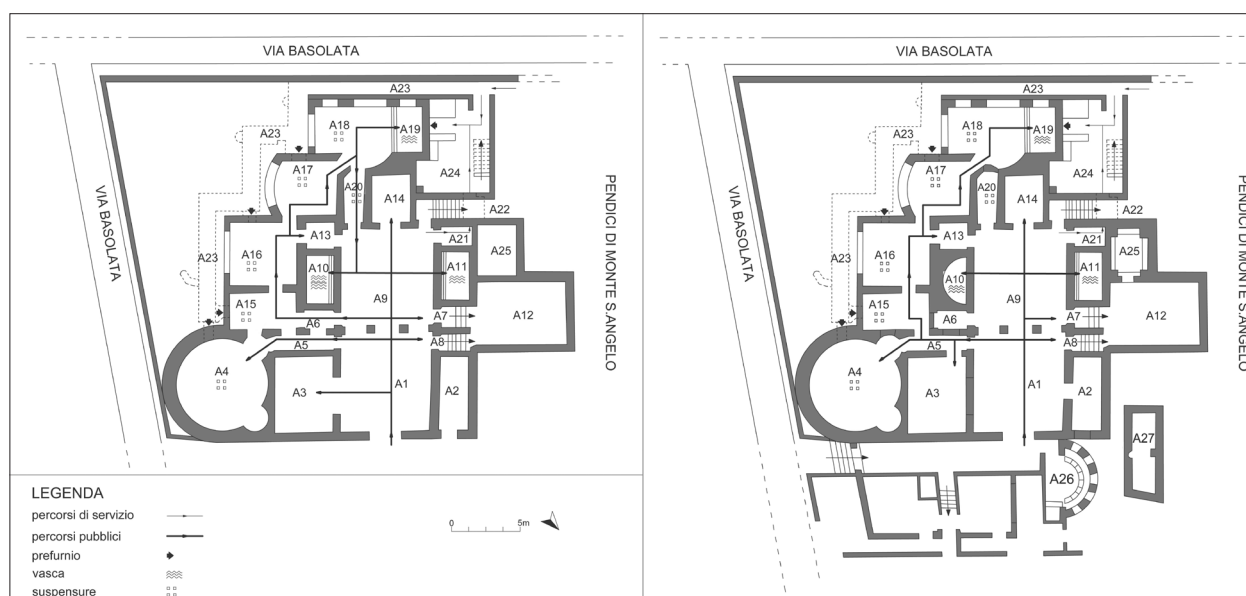 VIA BASOLATA
A23
A18
A19
A23
A17
A20
A24
A14
A22
A13
A21
A16
A23
A10
A11
A25
A15
A9
A7
A12
A6
A8
A5
A4
A3
A1
A2
VIA BASOLATA
PENDICI DI MONTE S.ANGELO
LEGENDA
percorsi di servizio
percorsi pubblici
prefurnio
vasca
suspensure
0 5m
VIA BASOLATA
A23
A18
A19
A23
A17
A20
A24
A14
A22
A13
A21
A16
A23
A10
A11
A25
A15
A9
A7
A12
A6
A8
A5
A4
A3
A1
A2
A27
A26
VIA BASOLATA
PENDICI DI MONTE S.ANGELO